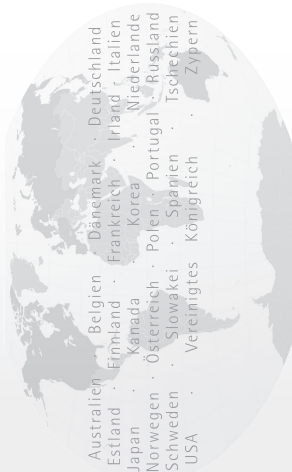 Australien · Belgien · Dänemark · Deutschland
Estland · Finnland · Frankreich · Irland · Italien
Japan · Kanada · Korea · Niederlande
Norwegen · Österreich · Polen · Portugal · Russland
Schweden · Slowakei · Spanien · Tschechien
USA · Vereinigtes Königreich · Zypern